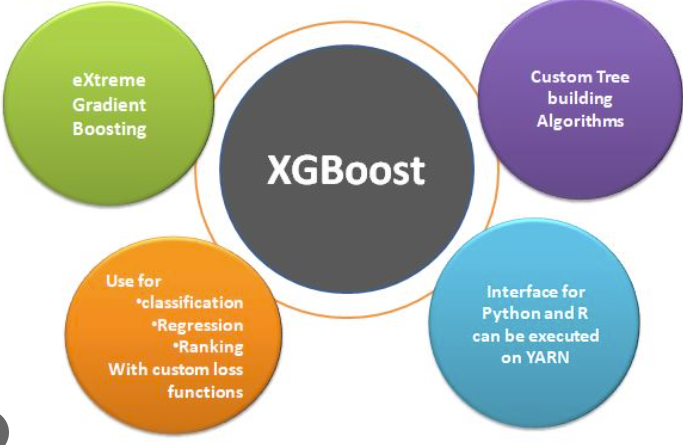 eXtreme
Gradient
Boosting
Custom Tree
building
Algorithms
XGBoost
Use for
•classification
•Regression
•Ranking
With custom loss
functions
Interface for
Python and R
can be executed
on YARN